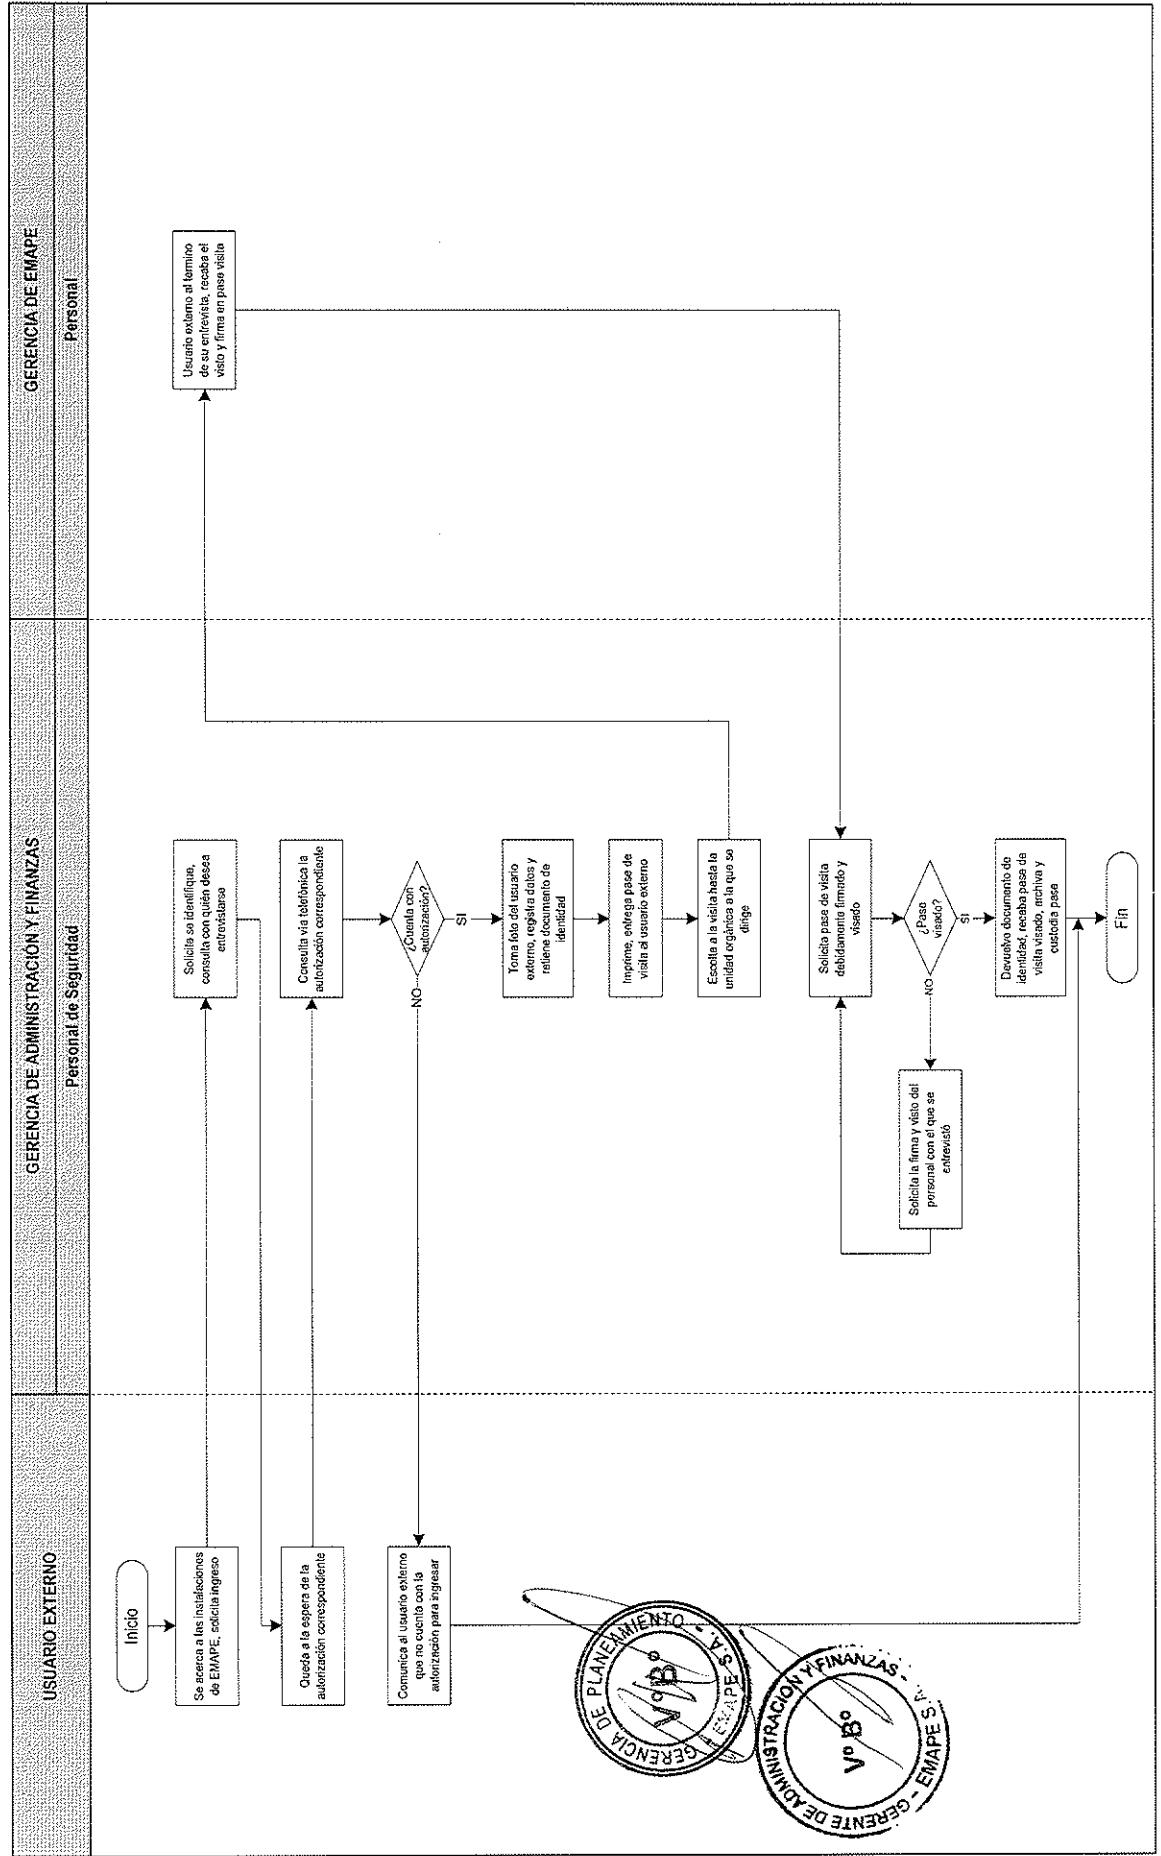 USUARIO EXTERNO
GERENCIA DE ADMINISTRACIÓN Y FINANZAS
Personal de Seguridad
GERENCIA DE EMAPE
Personal
Inicio
Se acerca a las instalaciones
de EMAPE, solicita ingreso
Solicita se identifique,
consulta con quién desea
entrevistarse
Queda a la espera de la
autorización correspondiente
Consulta vía telefónica la
autorización correspondiente
¿Cuenta con
autorización?
NO
SI
Comunica al usuario externo
que no cuenta con la
autorización para ingresar
Toma foto del usuario
externo, registra datos y
retiene documento de
identidad
Imprime, entrega pase de
visita al usuario externo
Escolta a la visita hasta la
unidad orgánica a la que se
dirige
Usuario externo al termino
de su entrevista, recaba el
visto y firma en pase visita
Solicita pase de visita
debidamente firmado y
visado
¿Pase
visado?
NO
SI
Solicita la firma y visto del
personal con el que se
entrevistó
Devuelve documento de
identidad, recaba pase de
visita visado, archiva y
custodia pase
Fin
GERENCIA DE PLANEAMIENTO - EMAPE S.A.
Vº Bº
GERENTE DE ADMINISTRACIÓN Y FINANZAS - EMAPE S.A.
Vº Bº